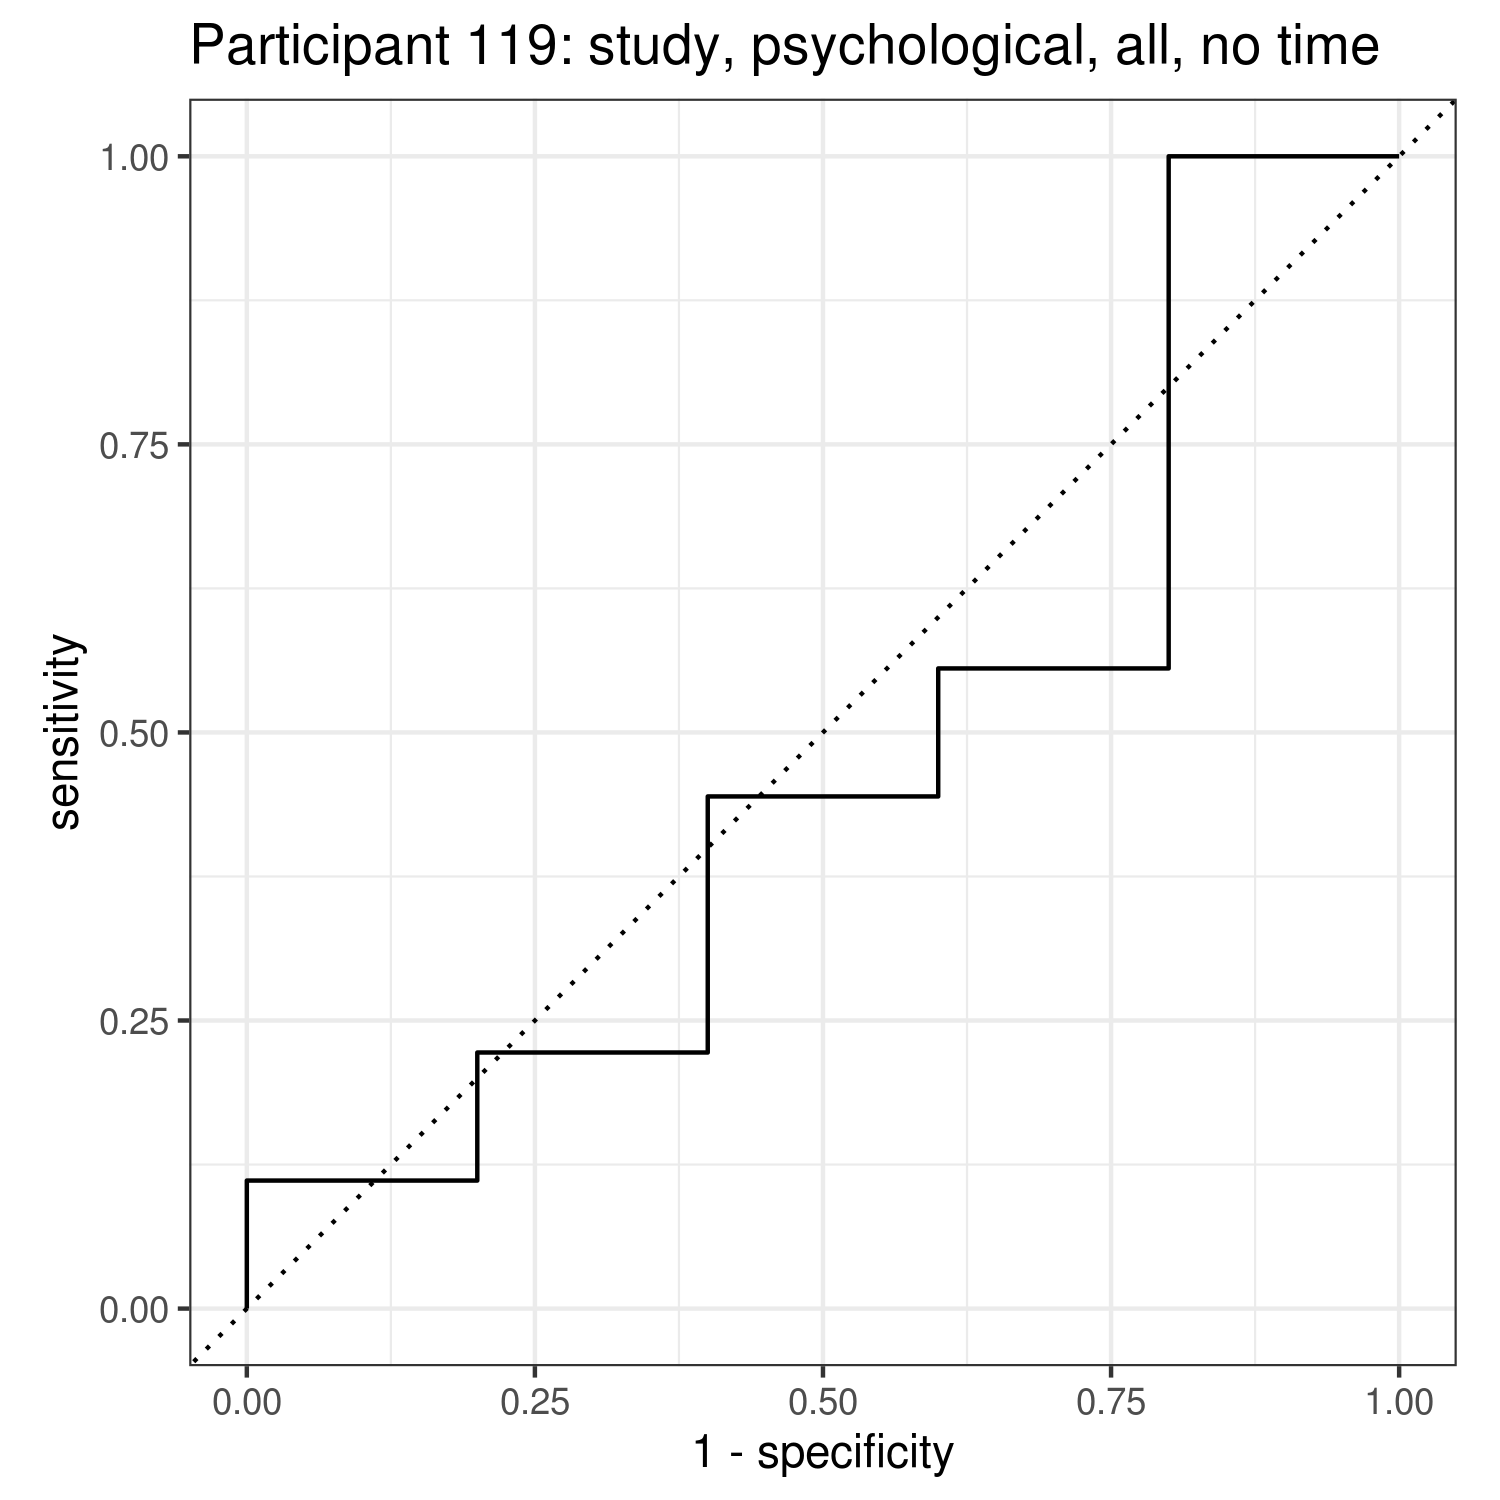 Participant 119: study, psychological, all, no time
1.00
0.75
0.50
0.25
0.00
sensitivity
0.00 0.25 0.50 0.75 1.00
1 - specificity